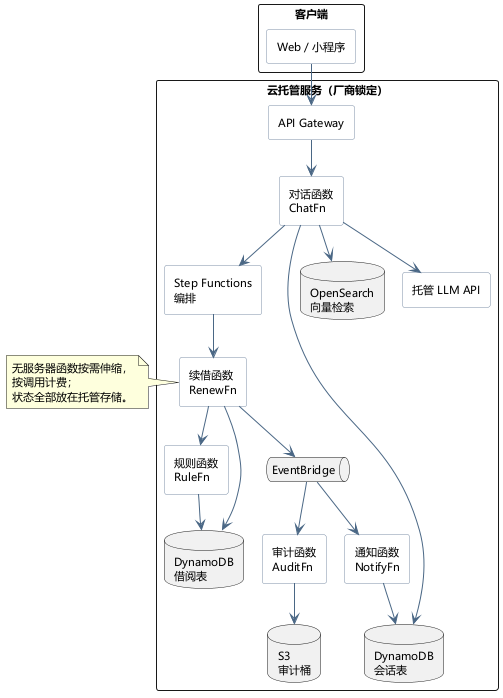 客户端
Web / 小程序
云托管服务（厂商锁定）
API Gateway
对话函数
ChatFn
Step Functions
编排
OpenSearch
向量检索
托管 LLM API
无服务器函数按需伸缩，
按调用计费；
状态全部放在托管存储。
续借函数
RenewFn
规则函数
RuleFn
EventBridge
DynamoDB
借阅表
审计函数
AuditFn
通知函数
NotifyFn
S3
审计桶
DynamoDB
会话表